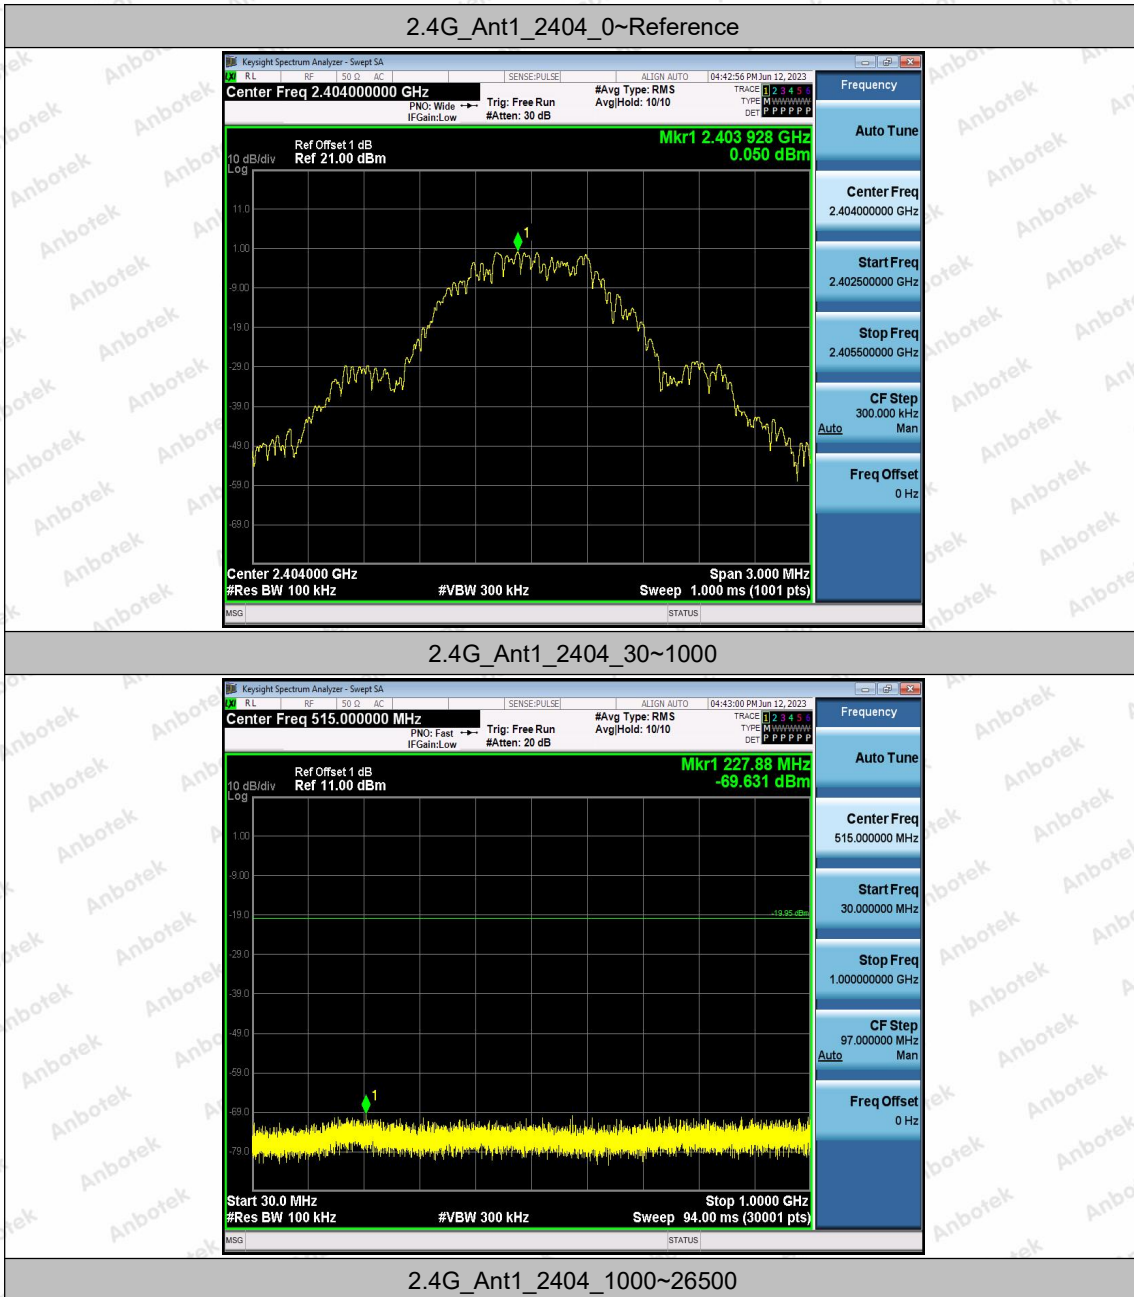 2.4G_Ant1_2404_0~Reference
Keysight Spectrum Analyzer - Swept SA
LXI RL RF 50 Ω AC SENSE:PULSE ALIGN AUTO 04:42:56 PM Jun 12, 2023
Center Freq 2.404000000 GHz
PNO: Wide
IFGain:Low
Trig: Free Run
#Atten: 30 dB
#Avg Type: RMS
Avg|Hold: 10/10
TRACE 1 2 3 4 5 6
TYPE M WWWWW
DET P P P P P P
Ref Offset 1 dB
10 dB/div Ref 21.00 dBm
Log
Mkr1 2.403 928 GHz
0.050 dBm
1
11.0
1.00
-9.00
-19.0
-29.0
-39.0
-49.0
-59.0
-69.0
Center 2.404000 GHz Span 3.000 MHz
#Res BW 100 kHz #VBW 300 kHz Sweep 1.000 ms (1001 pts)
MSG STATUS
Frequency
Auto Tune
Center Freq
2.404000000 GHz
Start Freq
2.402500000 GHz
Stop Freq
2.405500000 GHz
CF Step
300.000 kHz
Auto Man
Freq Offset
0 Hz
2.4G_Ant1_2404_30~1000
Keysight Spectrum Analyzer - Swept SA
LXI RL RF 50 Ω AC SENSE:PULSE ALIGN AUTO 04:43:00 PM Jun 12, 2023
Center Freq 515.000000 MHz
PNO: Fast
IFGain:Low
Trig: Free Run
#Atten: 20 dB
#Avg Type: RMS
Avg|Hold: 10/10
TRACE 1 2 3 4 5 6
TYPE M WWWWW
DET P P P P P P
Ref Offset 1 dB
10 dB/div Ref 11.00 dBm
Log
Mkr1 227.88 MHz
-69.631 dBm
1.00
-9.00
-19.0
-19.95 dBm
-29.0
-39.0
-49.0
-59.0
1
-69.0
-79.0
Start 30.0 MHz Stop 1.0000 GHz
#Res BW 100 kHz #VBW 300 kHz Sweep 94.00 ms (30001 pts)
MSG STATUS
Frequency
Auto Tune
Center Freq
515.000000 MHz
Start Freq
30.000000 MHz
Stop Freq
1.000000000 GHz
CF Step
97.000000 MHz
Auto Man
Freq Offset
0 Hz
2.4G_Ant1_2404_1000~26500
Anbotek